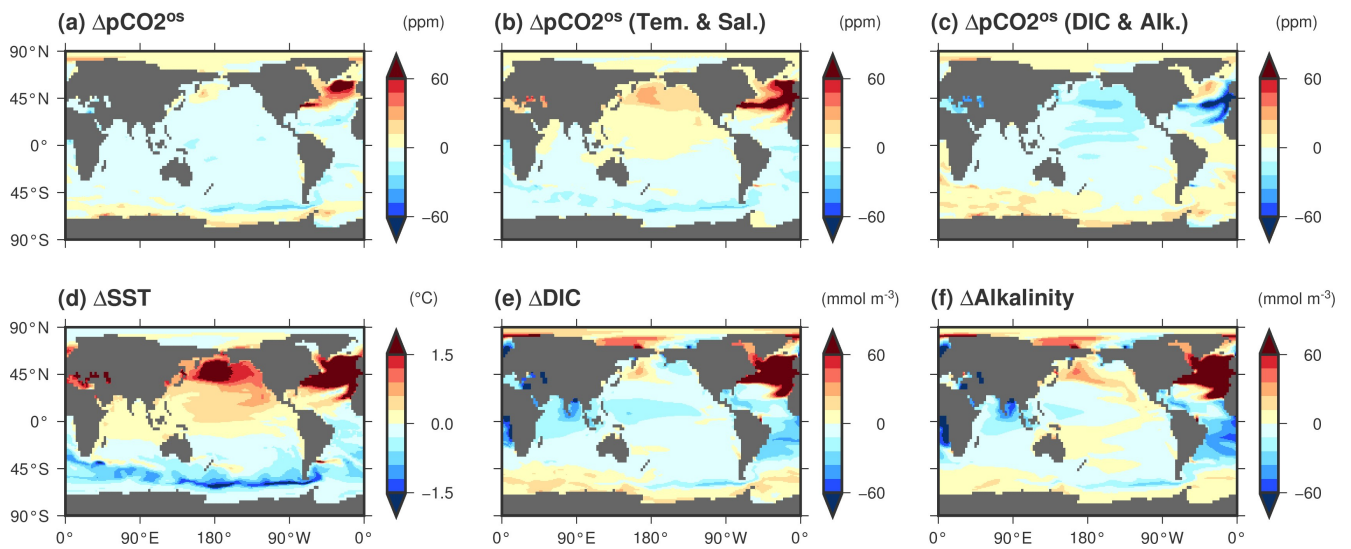 (a) ΔpCO2ᵒˢ (ppm)
(b) ΔpCO2ᵒˢ (Tem. & Sal.) (ppm)
(c) ΔpCO2ᵒˢ (DIC & Alk.) (ppm)
90°N
45°N
0°
45°S
90°S
60
0
−60
60
0
−60
60
0
−60
(d) ΔSST (°C)
(e) ΔDIC (mmol m⁻³)
(f) ΔAlkalinity (mmol m⁻³)
90°N
45°N
0°
45°S
90°S
1.5
0.0
−1.5
60
0
−60
60
0
−60
0° 90°E 180° 90°W 0°
0° 90°E 180° 90°W 0°
0° 90°E 180° 90°W 0°